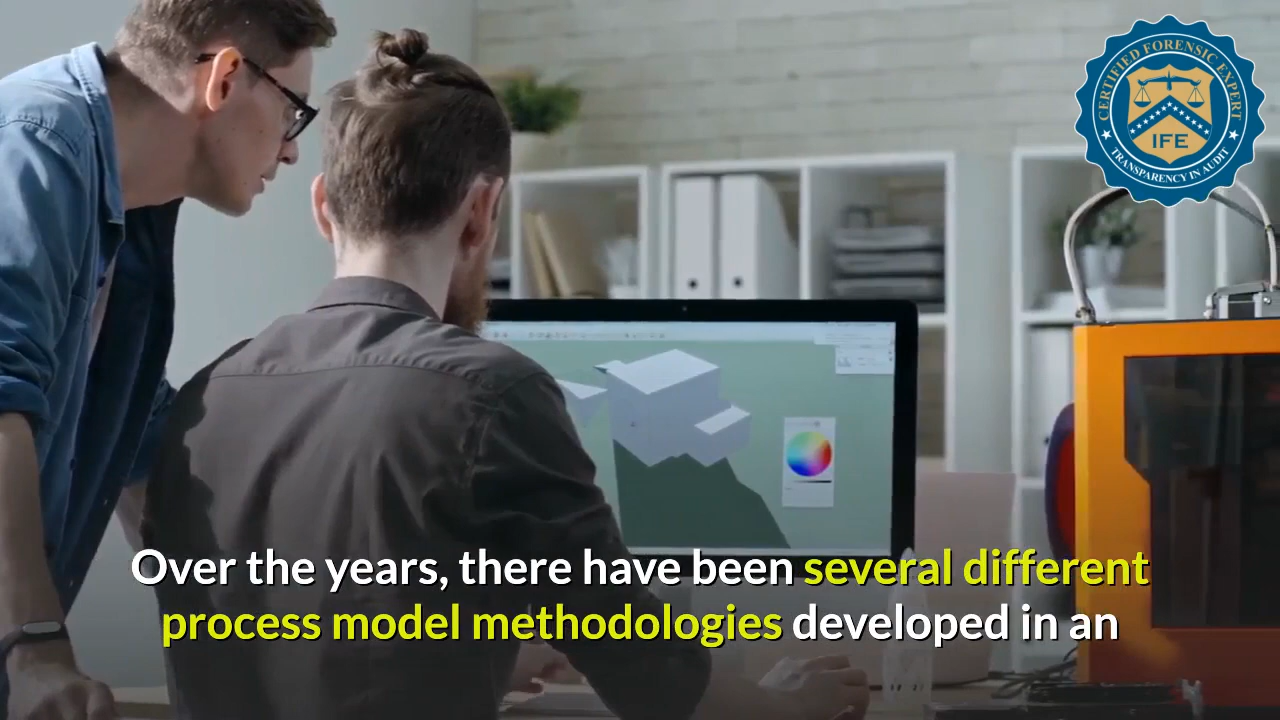 CERTIFIED FORENSIC EXPERT
IFE
TRANSPARENCY IN AUDIT
Over the years, there have been several different
process model methodologies developed in an